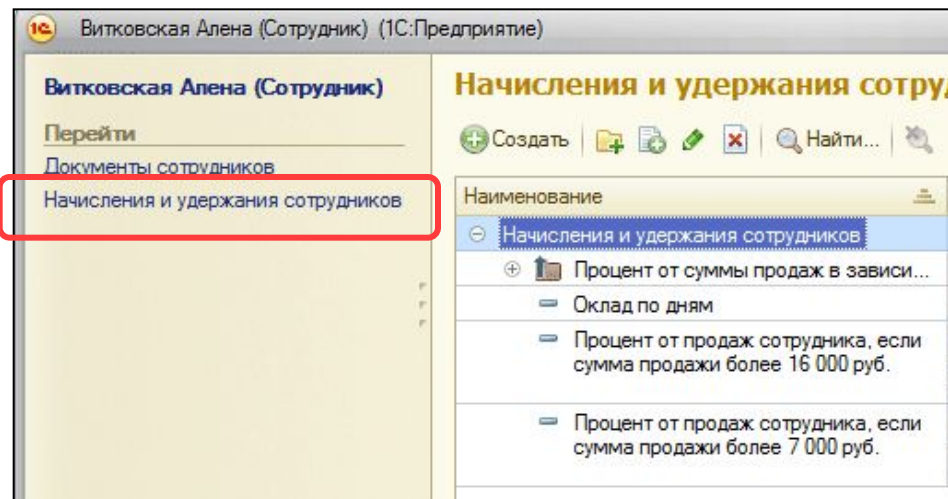 1С Витковская Алена (Сотрудник) (1С:Предприятие)
Витковская Алена (Сотрудник)
Перейти
Документы сотрудников
Начисления и удержания сотрудников
Начисления и удержания сотру
Создать Найти...
Наименование
Начисления и удержания сотрудников
Процент от суммы продаж в зависи...
Оклад по дням
Процент от продаж сотрудника, если
сумма продажи более 16 000 руб.
Процент от продаж сотрудника, если
сумма продажи более 7 000 руб.